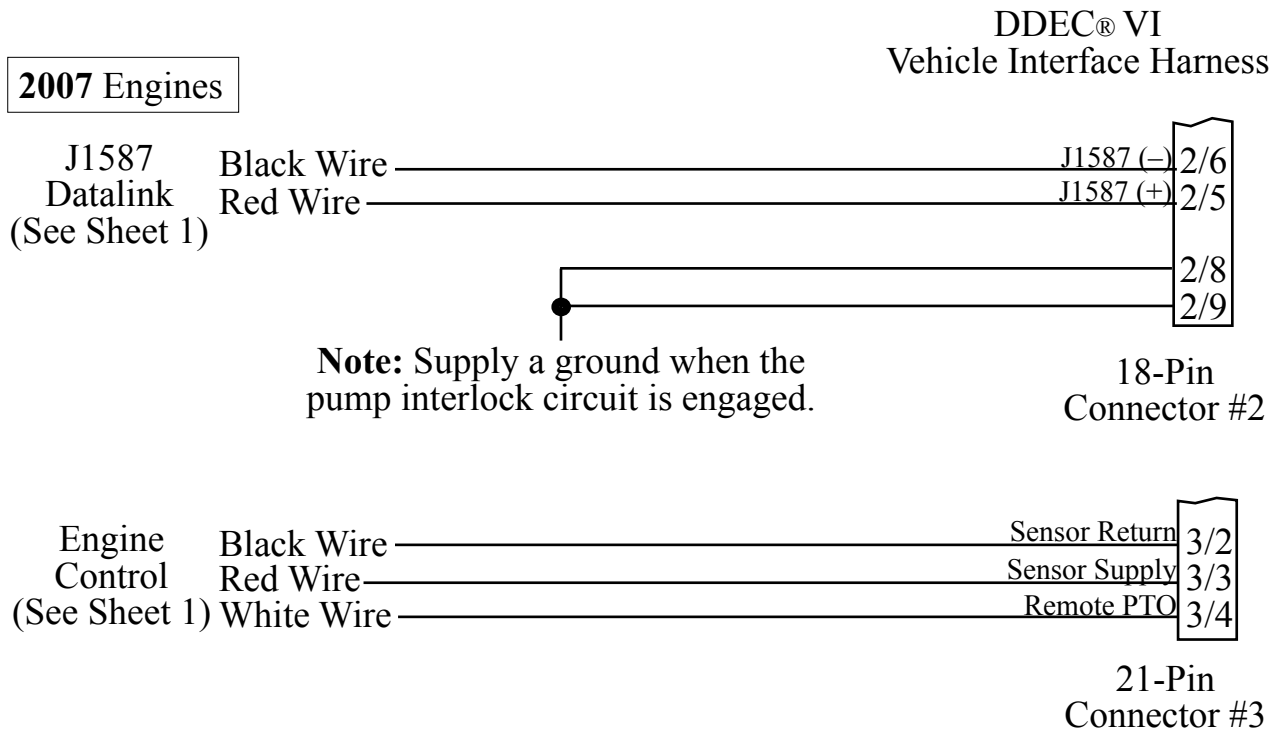 DDEC® VI
Vehicle Interface Harness
2007 Engines
J1587
Datalink
(See Sheet 1)
Black Wire
J1587 (–)
2/6
Red Wire
J1587 (+)
2/5
2/8
2/9
Note: Supply a ground when the
pump interlock circuit is engaged.
18-Pin
Connector #2
Engine
Control
(See Sheet 1)
Black Wire
Sensor Return
3/2
Red Wire
Sensor Supply
3/3
White Wire
Remote PTO
3/4
21-Pin
Connector #3